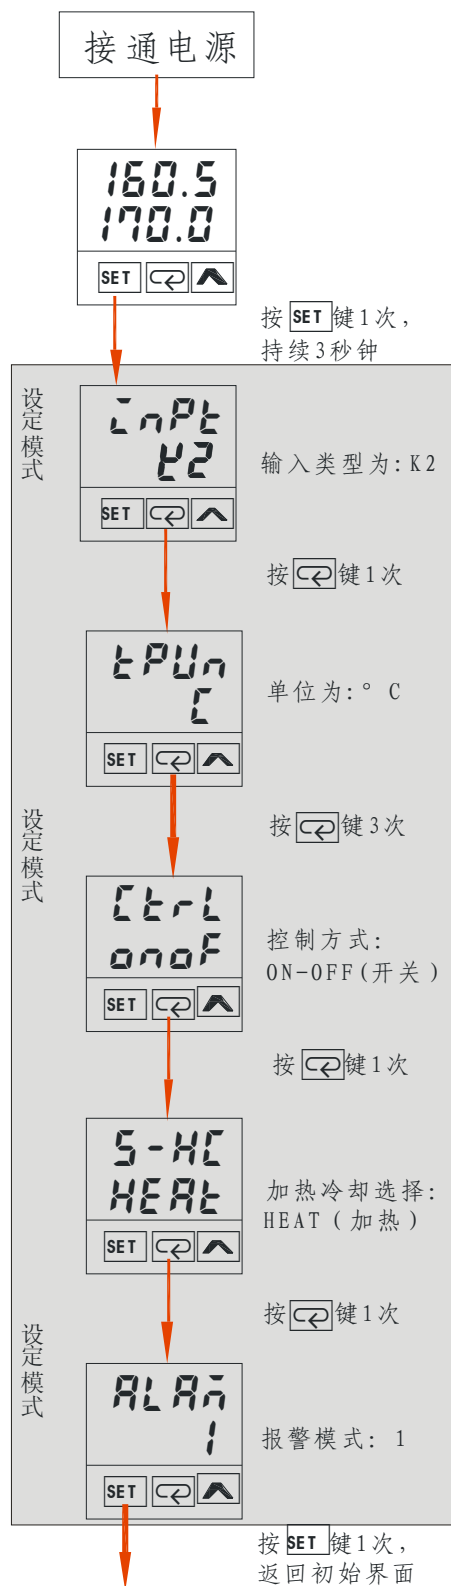 接通电源
160.5
170.0
SET
按SET键1次，
持续3秒钟
设定模式
inPt
K2
SET
输入类型为：K2
按键1次
tPUn
C
SET
单位为：° C
按键3次
设定模式
CtrL
onoF
SET
控制方式：
ON-OFF(开关)
按键1次
S-HC
HEAt
SET
加热冷却选择：
HEAT(加热)
按键1次
设定模式
ALAM
1
SET
报警模式：1
按SET键1次，
返回初始界面